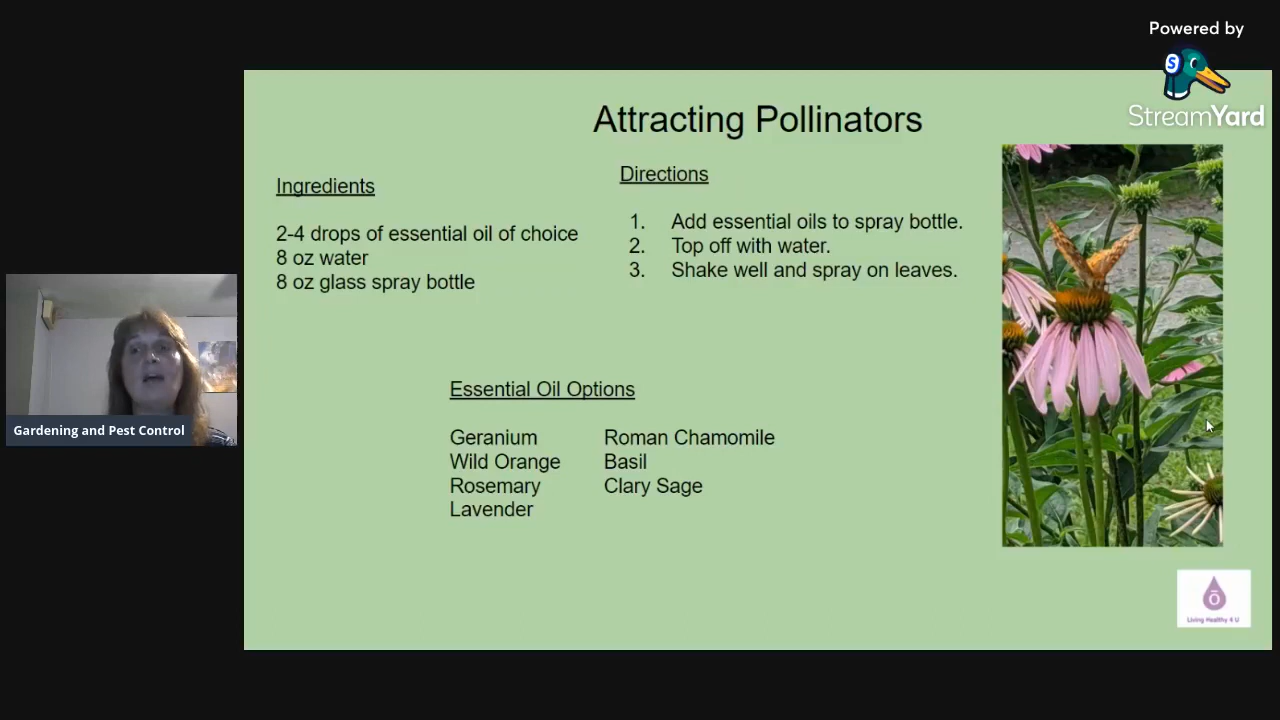 Powered by
StreamYard
Attracting Pollinators
Ingredients
2-4 drops of essential oil of choice
8 oz water
8 oz glass spray bottle
Directions
1. Add essential oils to spray bottle.
2. Top off with water.
3. Shake well and spray on leaves.
Gardening and Pest Control
Essential Oil Options
Geranium
Wild Orange
Rosemary
Lavender
Roman Chamomile
Basil
Clary Sage
S
ō
Living Healthy 4 U